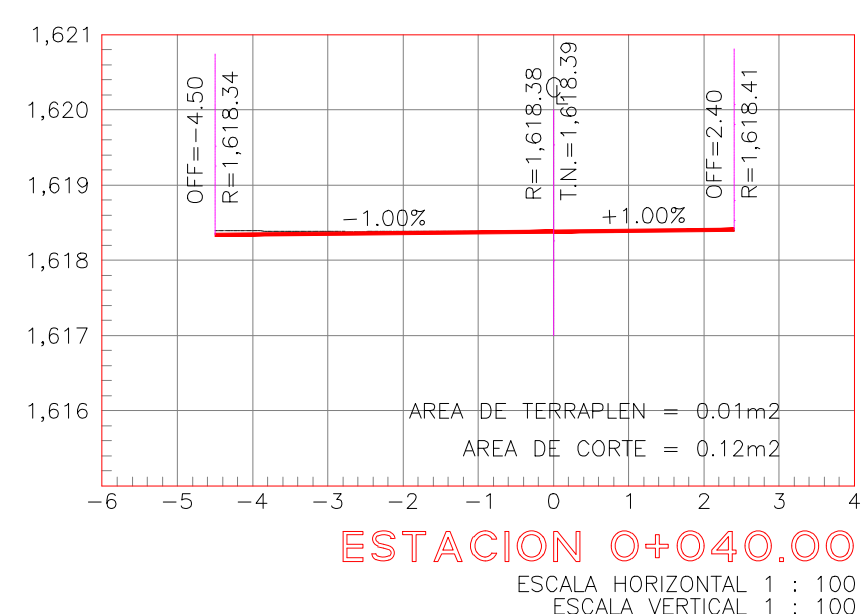 1,621
1,620
1,619
1,618
1,617
1,616
OFF=-4.50
R=1,618.34
R=1,618.38
T.N.=1,618.39
OFF=2.40
R=1,618.41
-1.00%
+1.00%
AREA DE TERRAPLEN = 0.01m2
AREA DE CORTE = 0.12m2
-6 -5 -4 -3 -2 -1 0 1 2 3 4
ESTACION 0+040.00
ESCALA HORIZONTAL 1 : 100
ESCALA VERTICAL 1 : 100